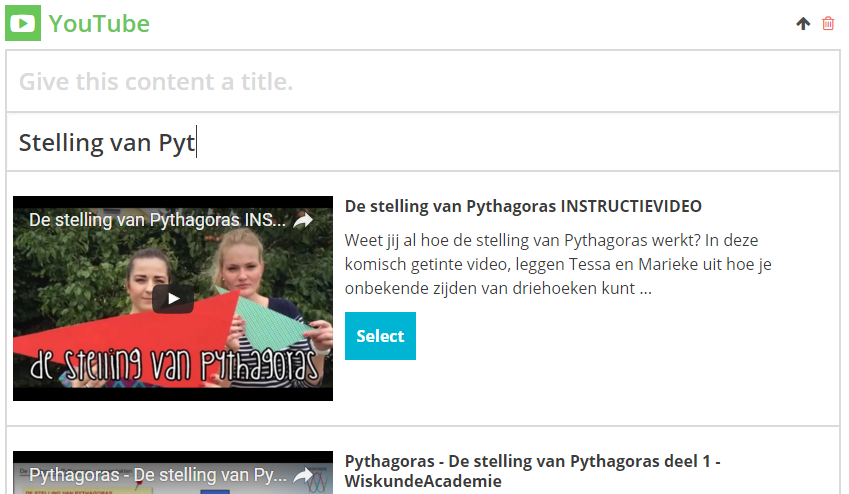 YouTube
Give this content a title.
Stelling van Pyt
De stelling van Pythagoras INS...
de stelling van pythagoras
De stelling van Pythagoras INSTRUCTIEVIDEO
Weet jij al hoe de stelling van Pythagoras werkt? In deze
komisch getinte video, leggen Tessa en Marieke uit hoe je
onbekende zijden van driehoeken kunt ...
Select
Pythagoras - De stelling van Py...
Pythagoras - De stelling van Pythagoras deel 1 -
WiskundeAcademie